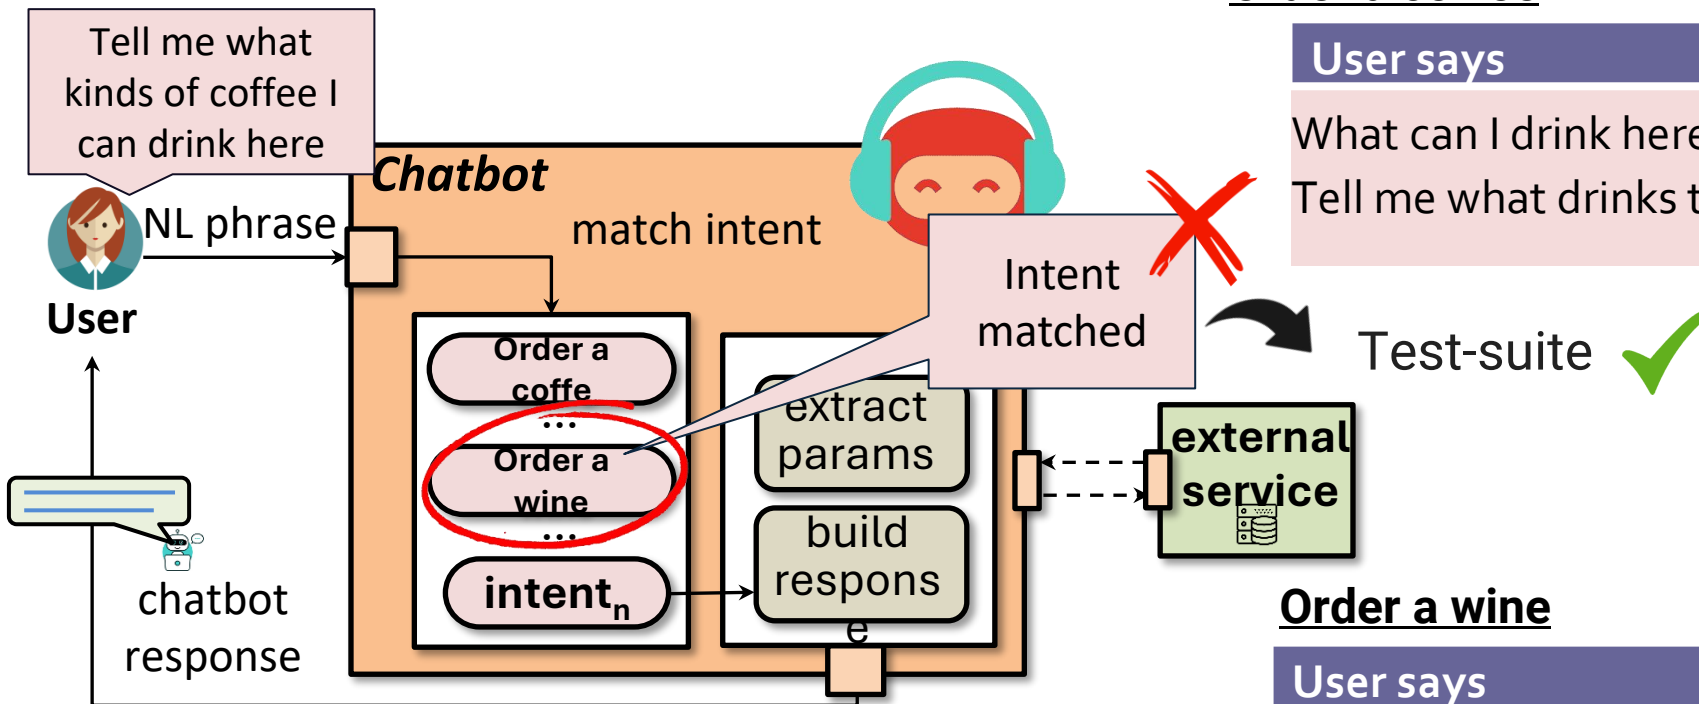 Tell me what
kinds of coffee I
can drink here
User says
What can I drink here
Tell me what drinks t
Chatbot
NL phrase
match intent
Intent
matched
User
Order a
coffe
...
Order a
wine
...
intentn
extract
params
build
respons
e
Test-suite
external
service
chatbot
response
Order a wine
User says